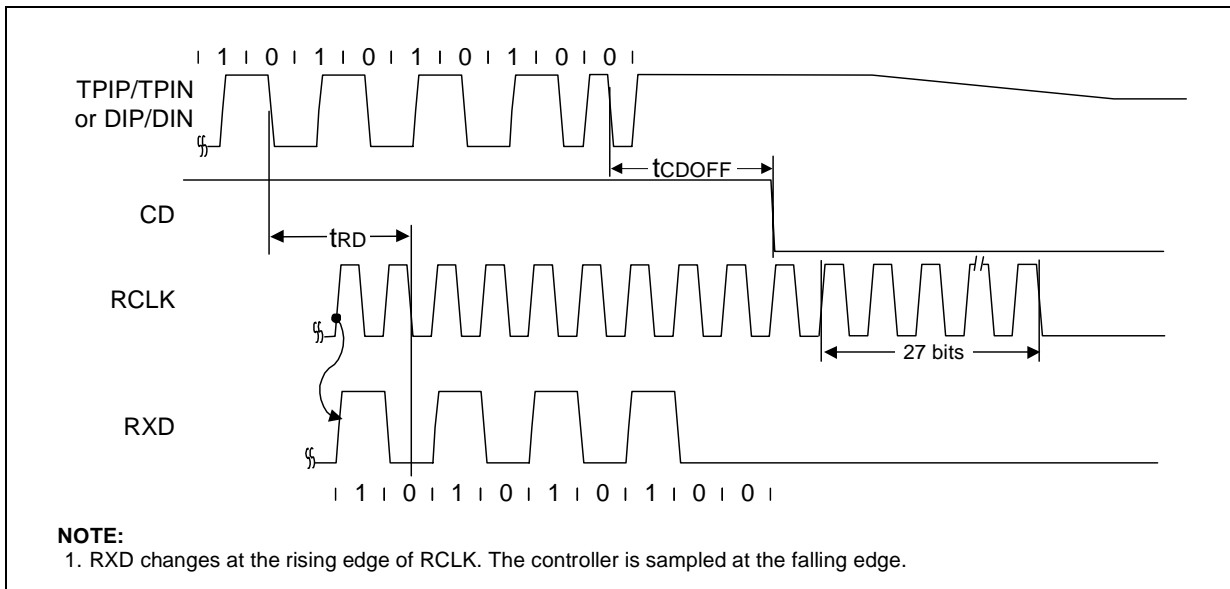 1 0 1 0 1 0 1 0 0
TPIP/TPIN
or DIP/DIN
tCDOFF
CD
tRD
RCLK
27 bits
RXD
1 0 1 0 1 0 1 0 0
NOTE:
1. RXD changes at the rising edge of RCLK. The controller is sampled at the falling edge.